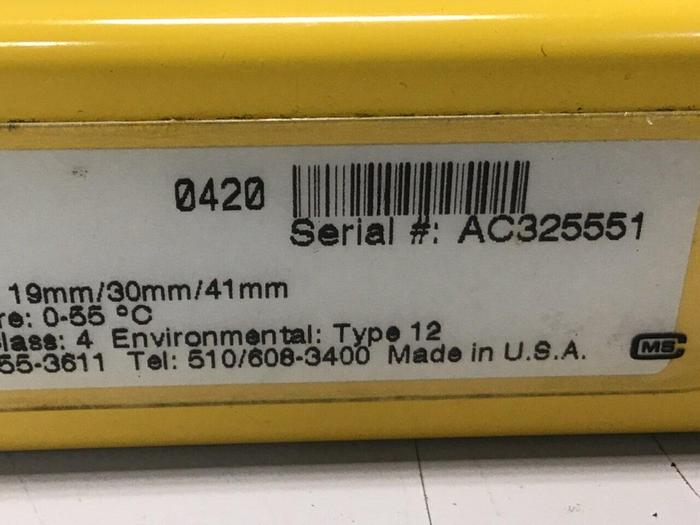 0420
Serial #: AC325551
19mm/30mm/41mm
re: 0-55 °C
lass: 4 Environmental: Type 12
55-3611 Tel: 510/608-3400 Made in U.S.A.
CMS